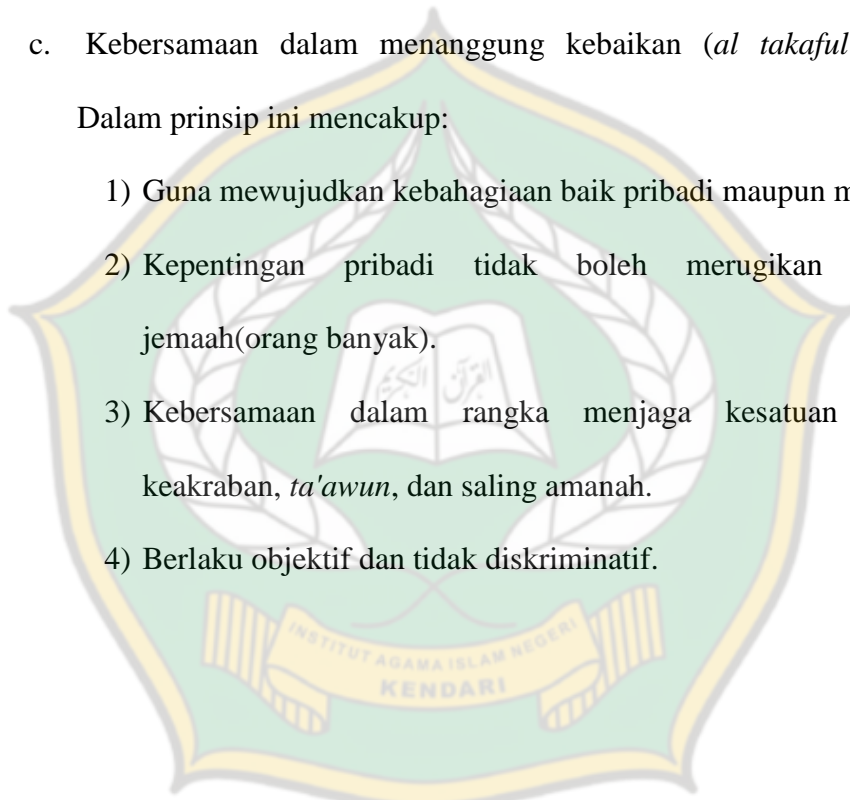 c. Kebersamaan dalam menanggung kebaikan (al takaful
Dalam prinsip ini mencakup:
1) Guna mewujudkan kebahagiaan baik pribadi maupun m
2) Kepentingan pribadi tidak boleh merugikan
jemaah(orang banyak).
3) Kebersamaan dalam rangka menjaga kesatuan
keakraban, ta'awun, dan saling amanah.
4) Berlaku objektif dan tidak diskriminatif.
القرآن الكريم
INSTITUT AGAMA ISLAM NEGERI
KENDARI